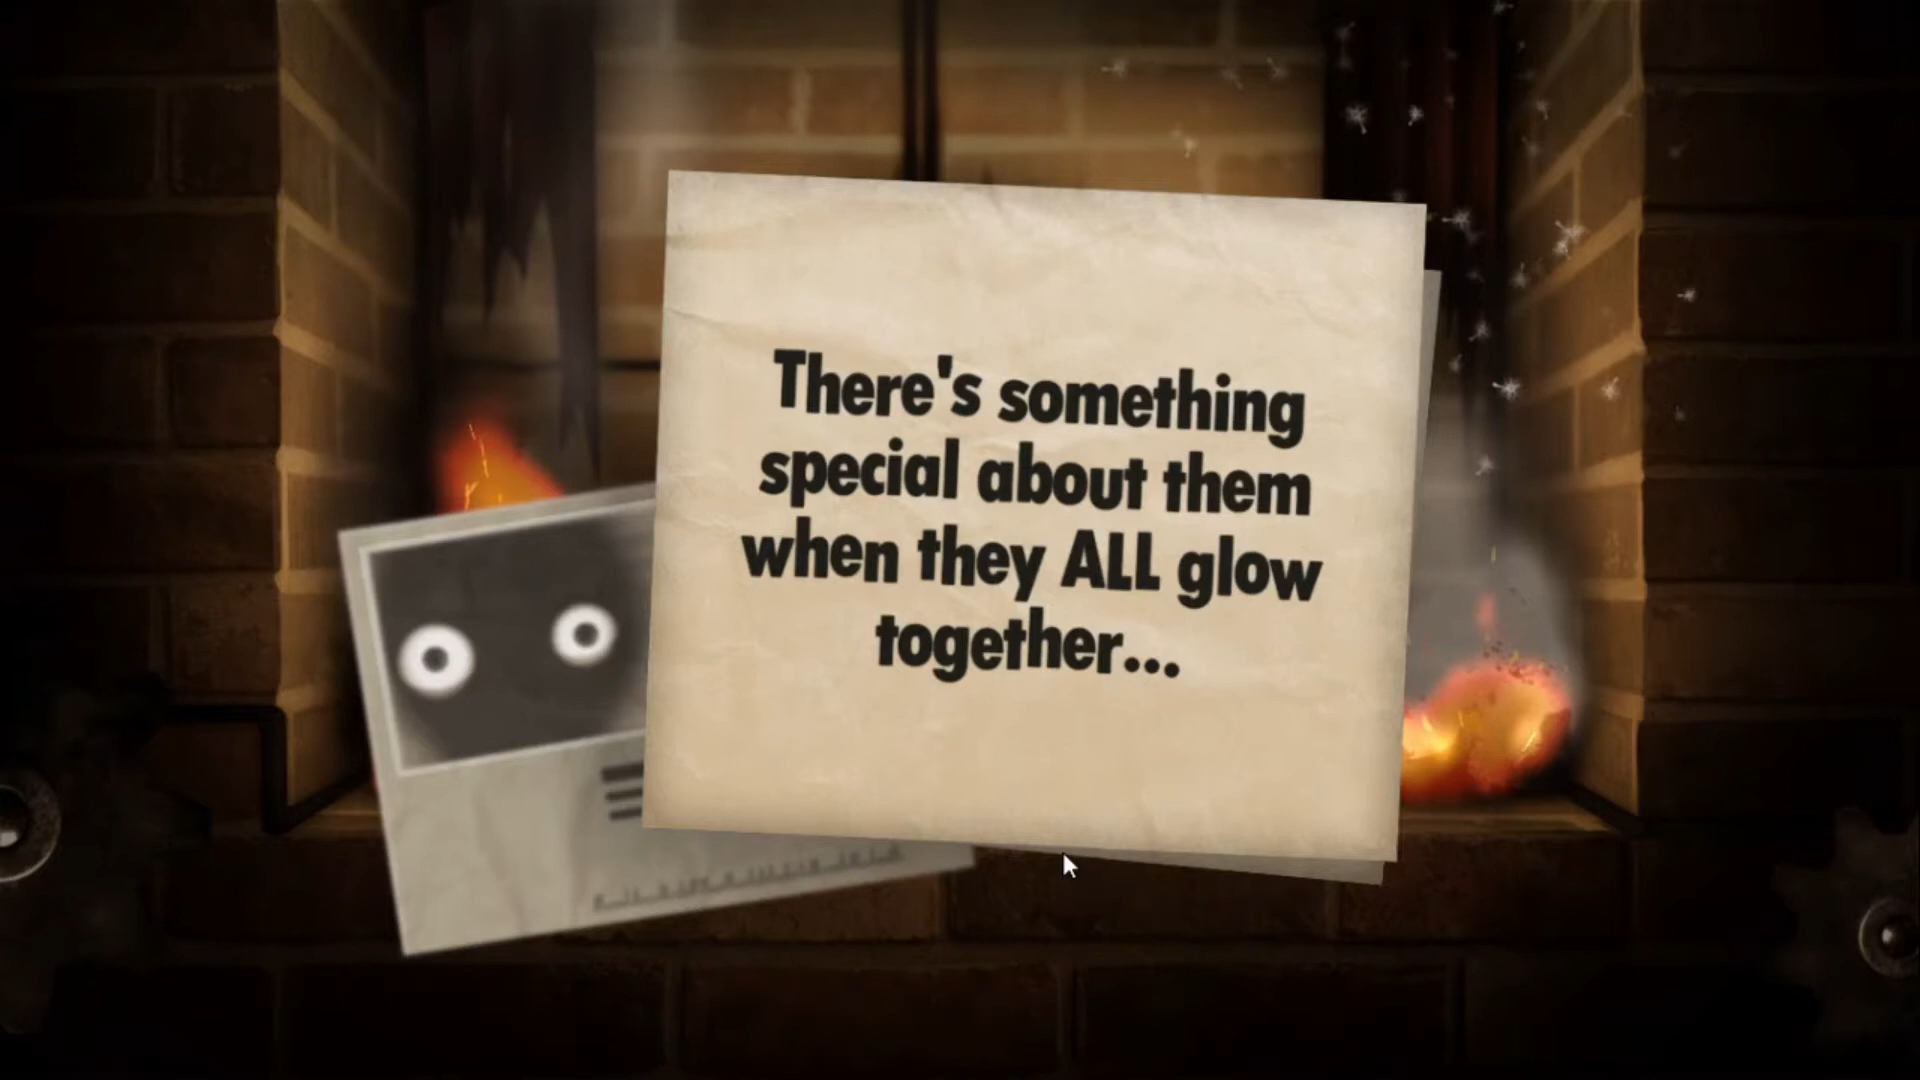 There's something
special about them
when they ALL glow
together...